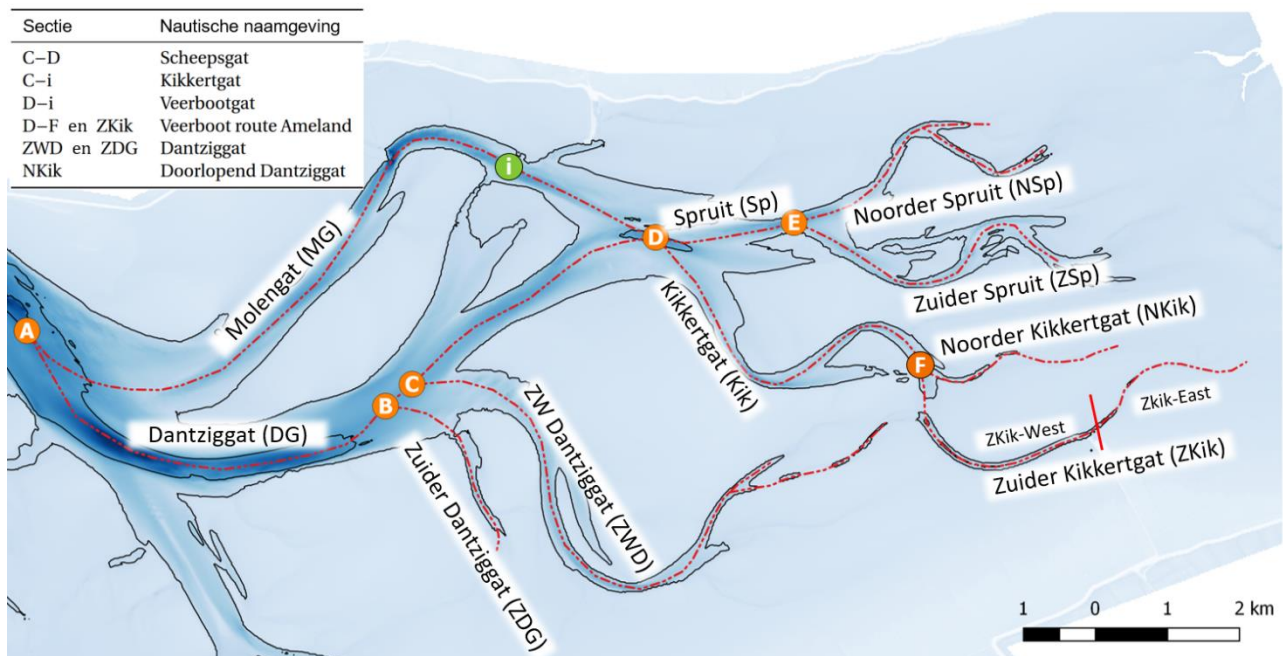 Sectie Nautische naamgeving
C–D Scheepsgat
C–i Kikkertgat
D–i Veerbootgat
D–F en ZKik Veerboot route Ameland
ZWD en ZDG Dantziggat
NKik Doorlopend Dantziggat
i
Spruit (Sp)
E
Noorder Spruit (NSp)
D
Molengat (MG)
Zuider Spruit (ZSp)
A
Kikkertgat (Kik)
Noorder Kikkertgat (NKik)
F
C
B
Zkik-East
Dantziggat (DG)
ZW Dantziggat (ZWD)
ZKik-West
Zuider Kikkertgat (ZKik)
Zuider Dantziggat (ZDG)
1 0 1 2 km